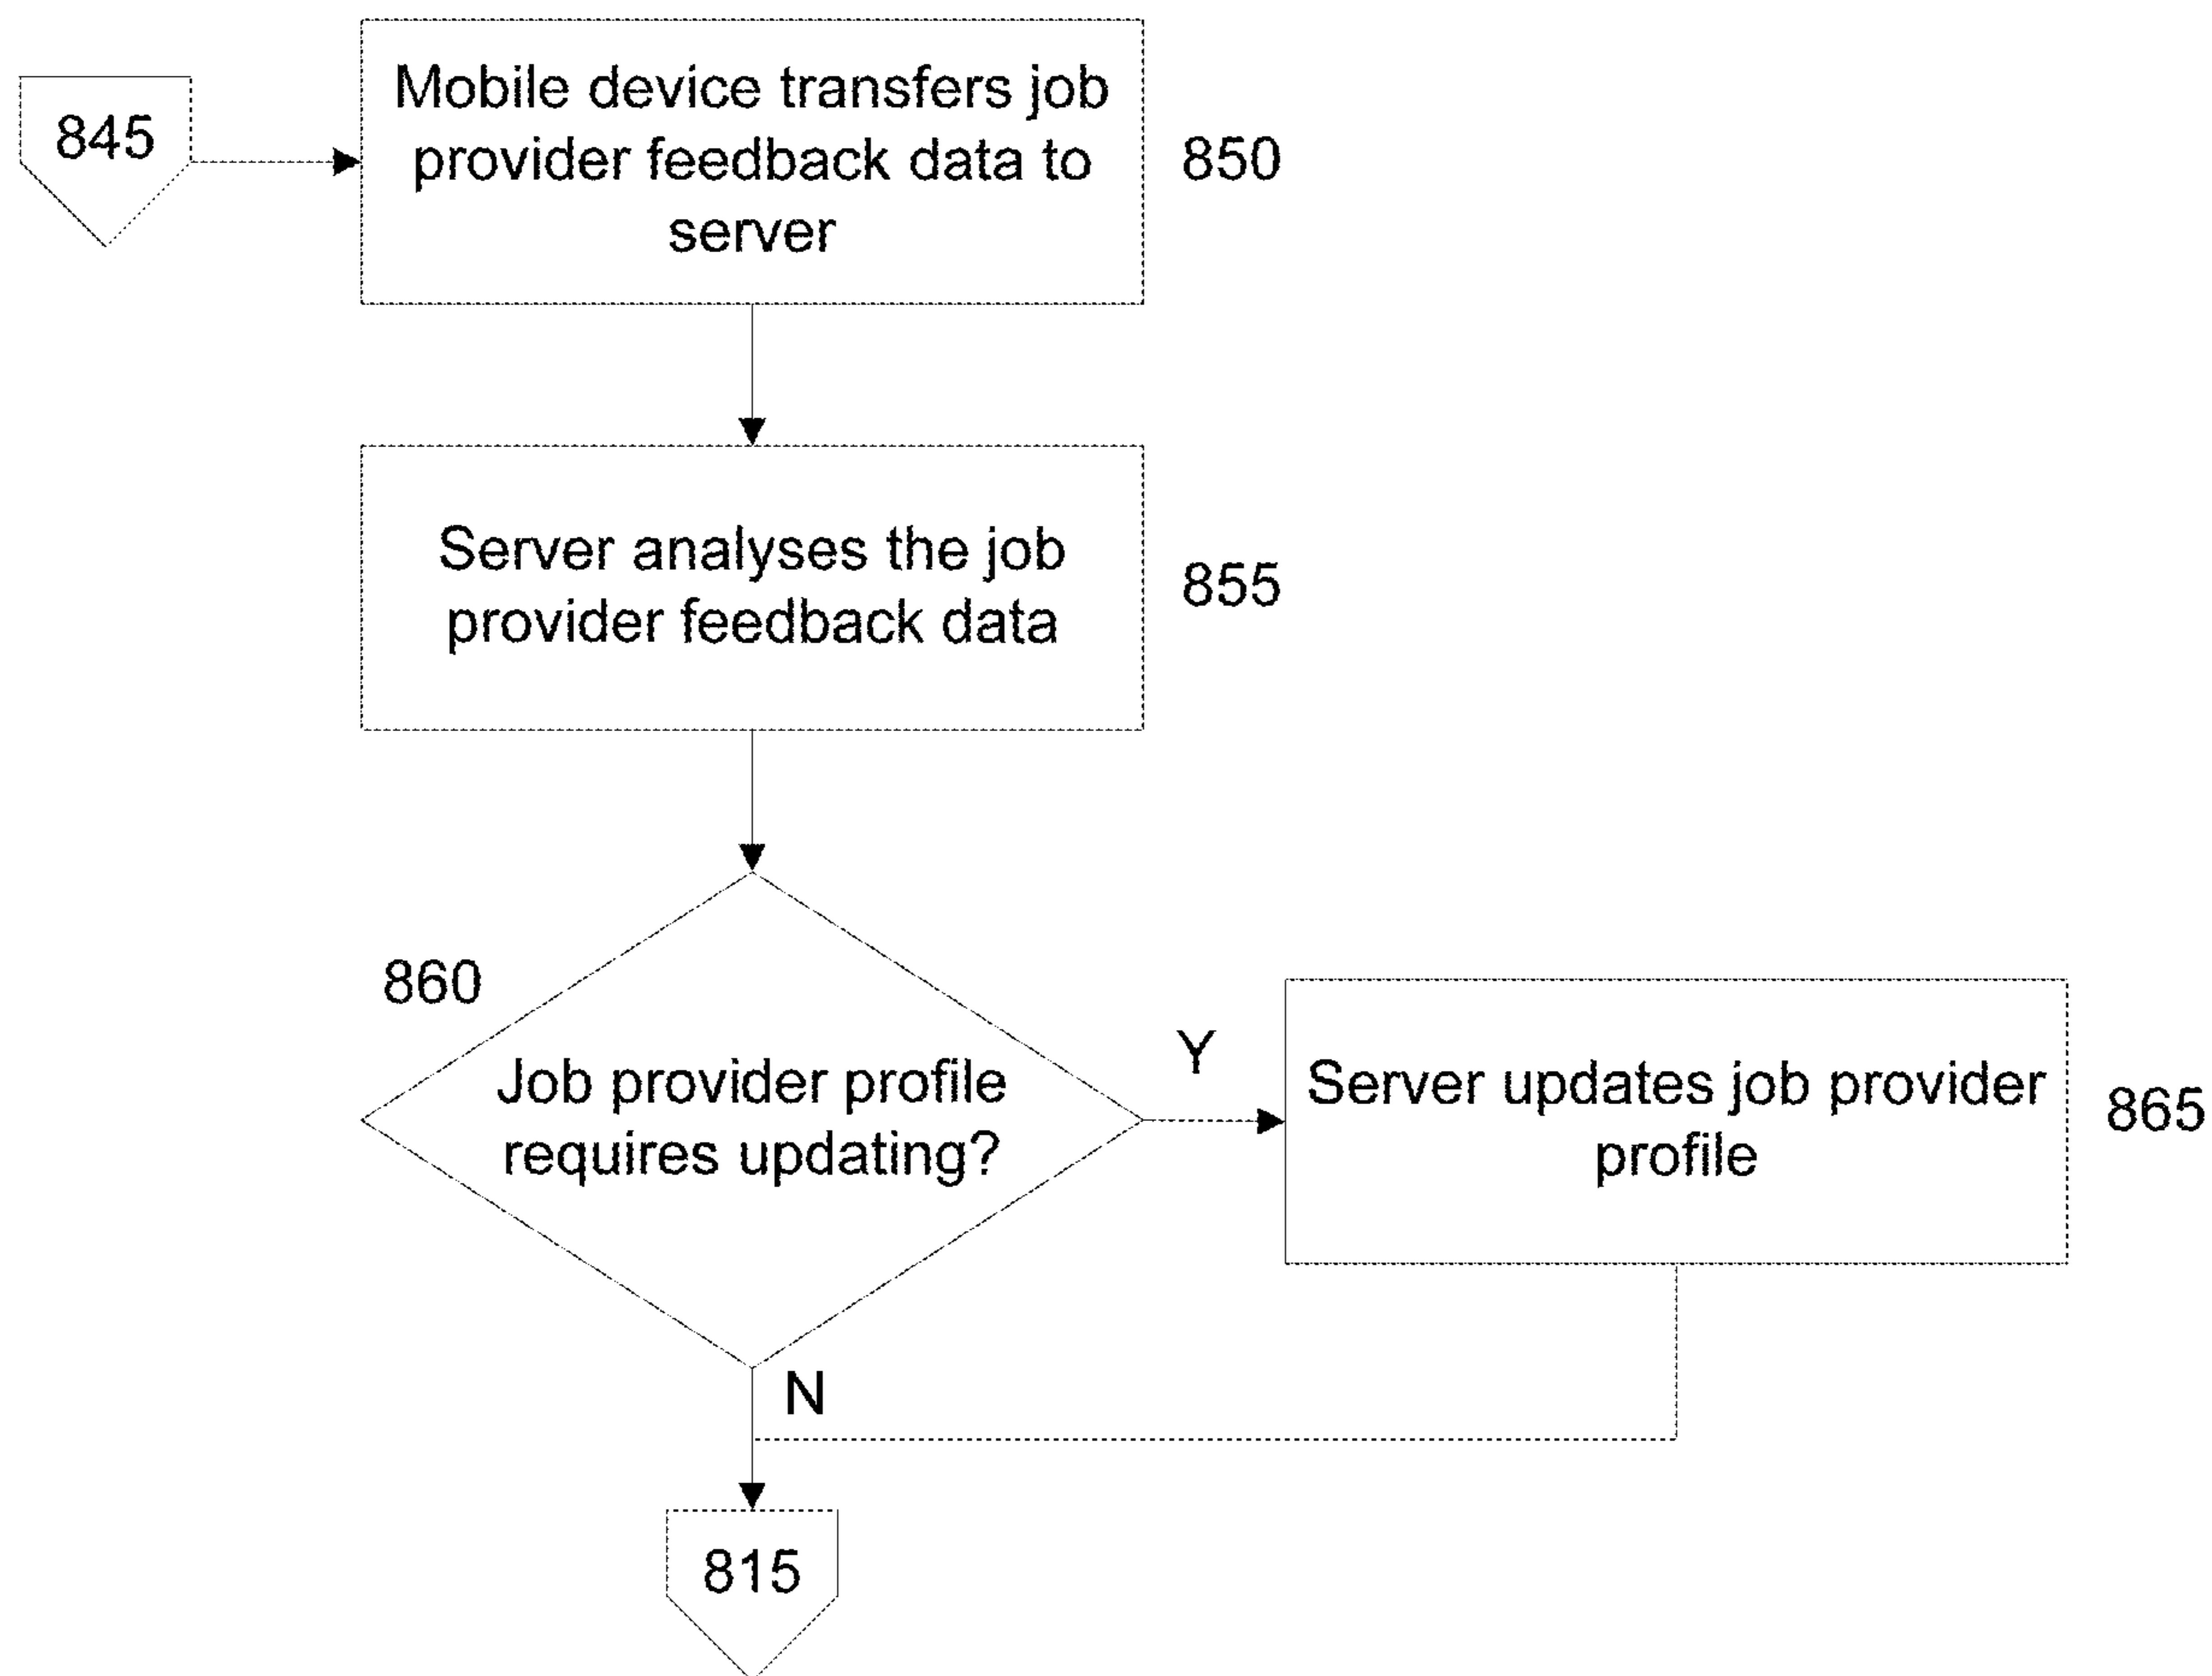 845
Mobile device transfers job
provider feedback data to
server
850
Server analyses the job
provider feedback data
855
860
Job provider profile
requires updating?
Y
Server updates job provider
profile
865
N
815